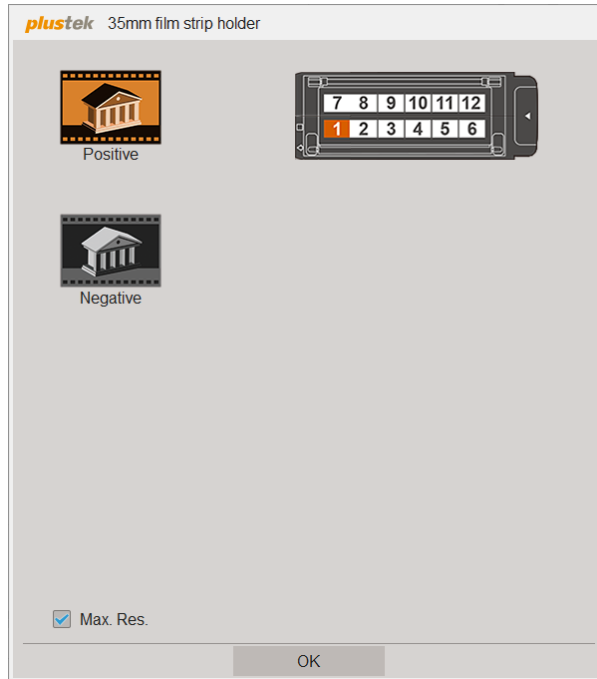 plustek 35mm film strip holder
Positive
7 8 9 10 11 12
1 2 3 4 5 6
Negative
Max. Res.
OK